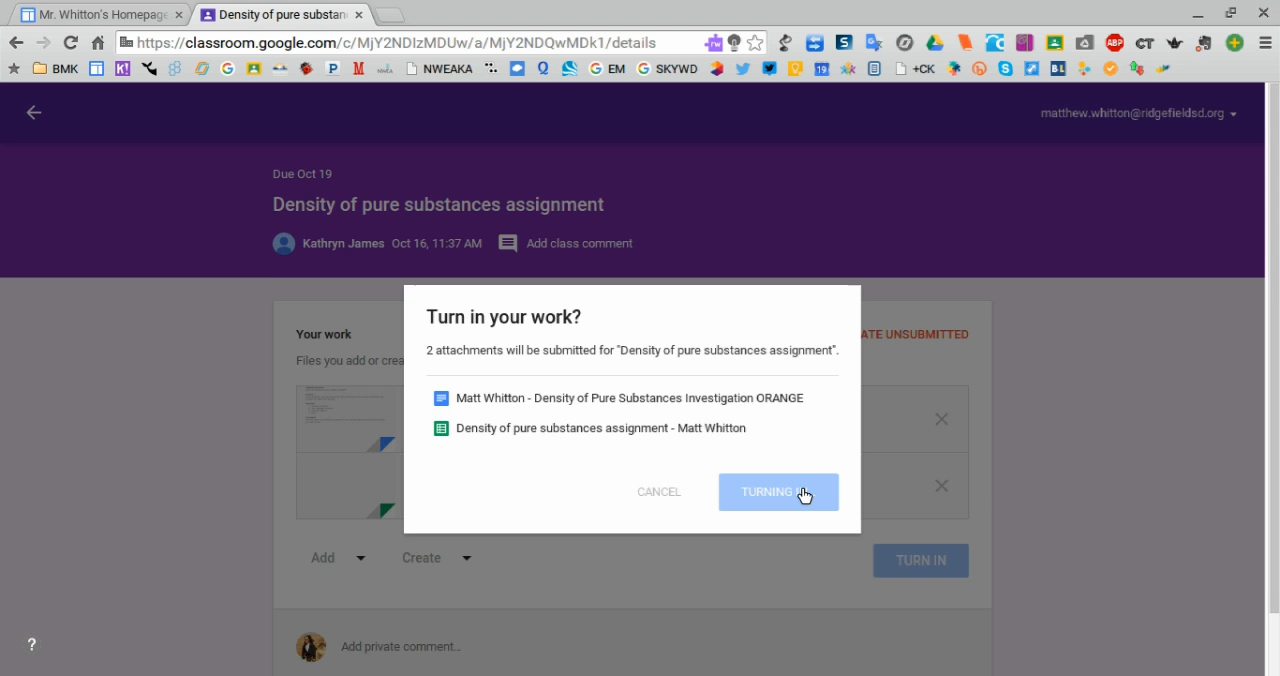 Mr. Whitton's Homepage
Density of pure substan
https://classroom.google.com/c/MjY2NDIzMDUw/a/MjY2NDQwMDk1/details
BMK
NWEAKA
EM
SKYWD
19
+CK
BL
ABP
CT
matthew.whitton@ridgefieldsd.org
Due Oct 19
Density of pure substances assignment
Kathryn James Oct 16, 11:37 AM Add class comment
Turn in your work?
2 attachments will be submitted for "Density of pure substances assignment".
Matt Whitton - Density of Pure Substances Investigation ORANGE
Density of pure substances assignment - Matt Whitton
CANCEL
TURNING
Your work
ATE UNSUBMITTED
Files you add or crea
Add Create
TURN IN
Add private comment...
?